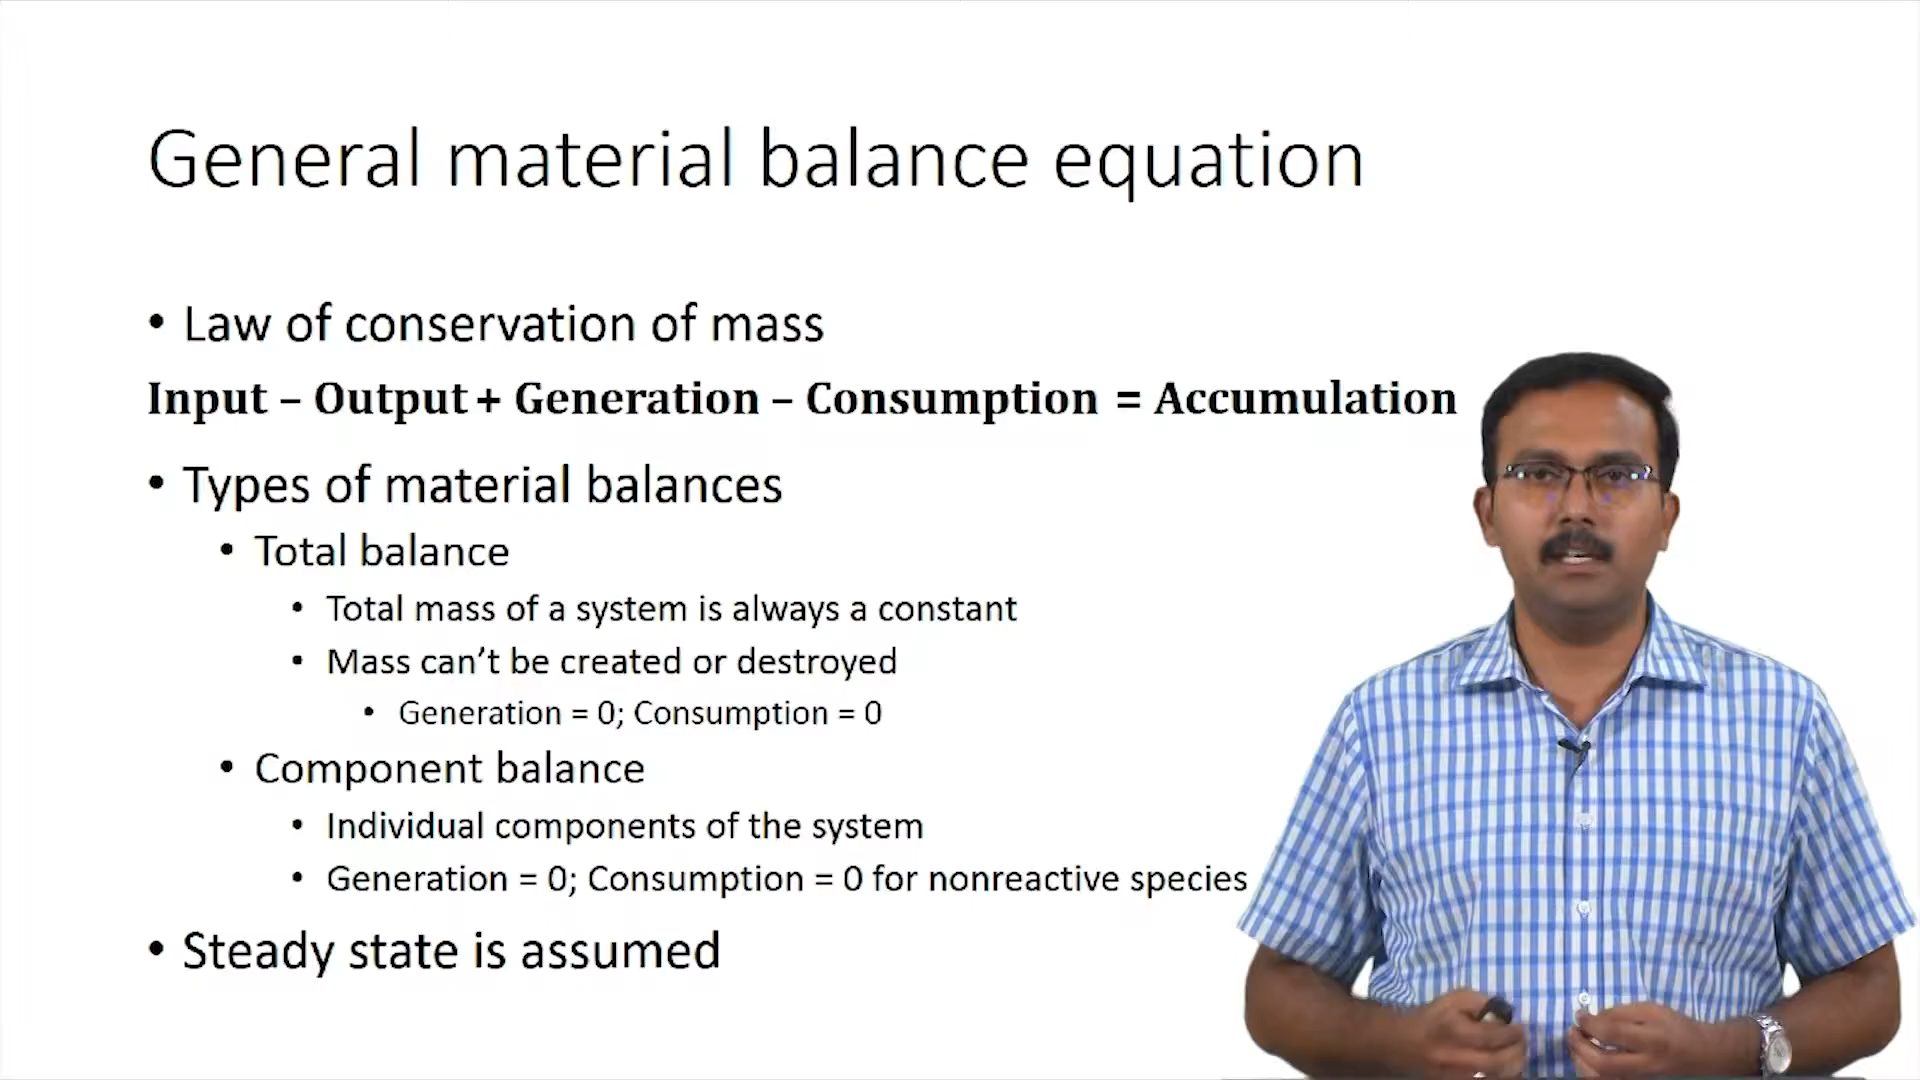 General material balance equation
• Law of conservation of mass
Input – Output + Generation – Consumption = Accumulation
• Types of material balances
• Total balance
• Total mass of a system is always a constant
• Mass can’t be created or destroyed
• Generation = 0; Consumption = 0
• Component balance
• Individual components of the system
• Generation = 0; Consumption = 0 for nonreactive species
• Steady state is assumed